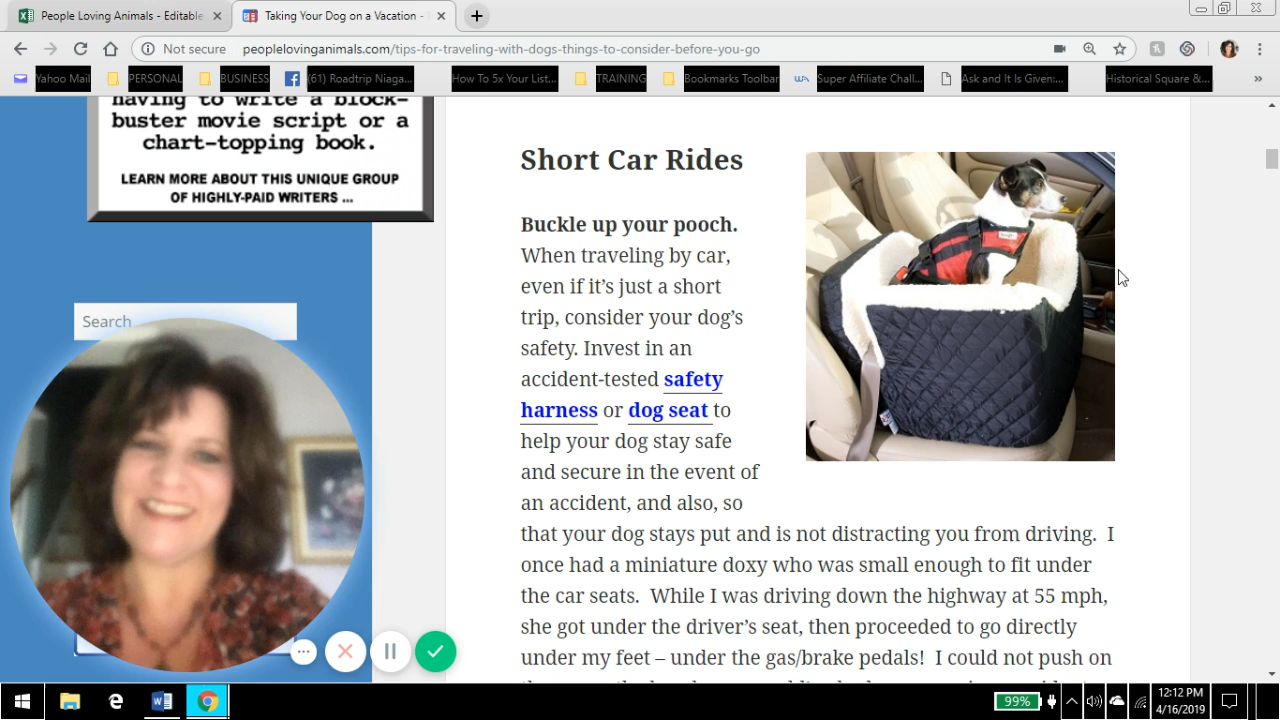 People Loving Animals - Editable
Taking Your Dog on a Vacation -
Not secure
peoplelovinganimals.com/tips-for-traveling-with-dogs-things-to-consider-before-you-go
Yahoo Mail
PERSONAL
BUSINESS
(61) Roadtrip Niaga...
How To 5x Your List...
TRAINING
Bookmarks Toolbar
Super Affiliate Chall...
Ask and It Is Given:...
Historical Square &...
»
having to write a block-
buster movie script or a
chart-topping book.
LEARN MORE ABOUT THIS UNIQUE GROUP
OF HIGHLY-PAID WRITERS ...
Search
Short Car Rides
Buckle up your pooch.
When traveling by car,
even if it’s just a short
trip, consider your dog’s
safety. Invest in an
accident-tested safety
harness or dog seat to
help your dog stay safe
and secure in the event of
an accident, and also, so
that your dog stays put and is not distracting you from driving.  I
once had a miniature doxy who was small enough to fit under
the car seats.  While I was driving down the highway at 55 mph,
she got under the driver’s seat, then proceeded to go directly
under my feet – under the gas/brake pedals!  I could not push on
99%
12:12 PM
4/16/2019